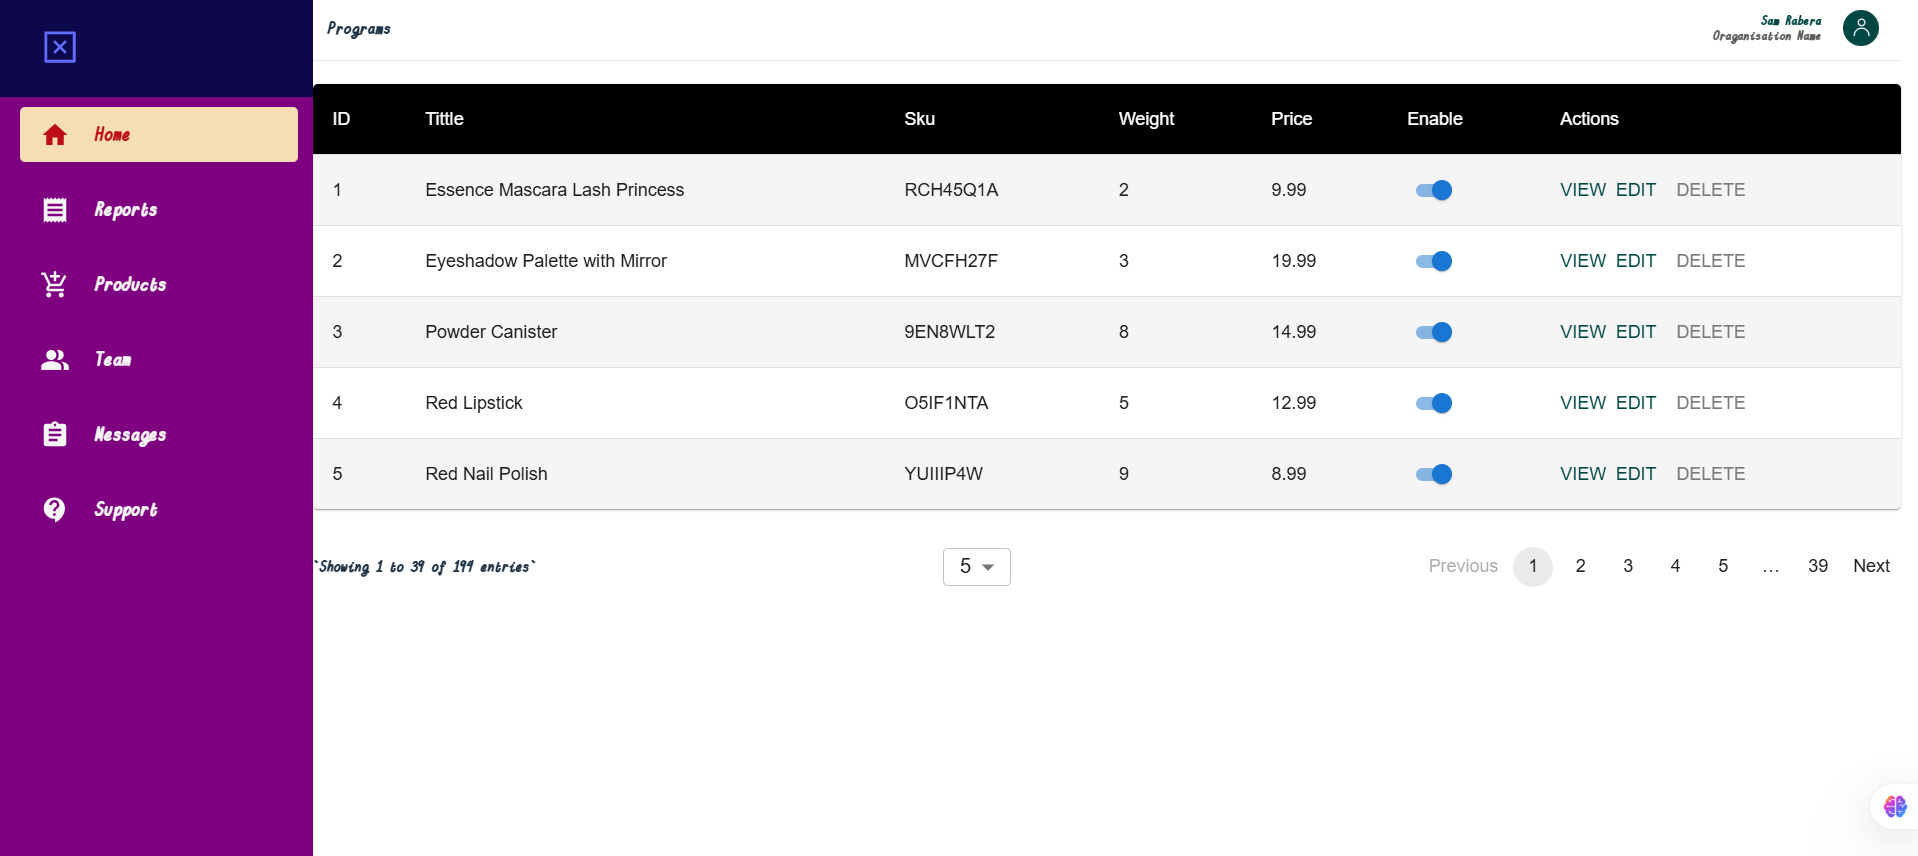 Programs
Sam Rabera
Oraganisation Name
Home
Reports
Products
Team
Messages
Support
ID Tittle Sku Weight Price Enable Actions
1 Essence Mascara Lash Princess RCH45Q1A 2 9.99 VIEW EDIT DELETE
2 Eyeshadow Palette with Mirror MVCFH27F 3 19.99 VIEW EDIT DELETE
3 Powder Canister 9EN8WLT2 8 14.99 VIEW EDIT DELETE
4 Red Lipstick O5IF1NTA 5 12.99 VIEW EDIT DELETE
5 Red Nail Polish YUIIIP4W 9 8.99 VIEW EDIT DELETE
`Showing 1 to 39 of 194 entries` 5 Previous 1 2 3 4 5 … 39 Next